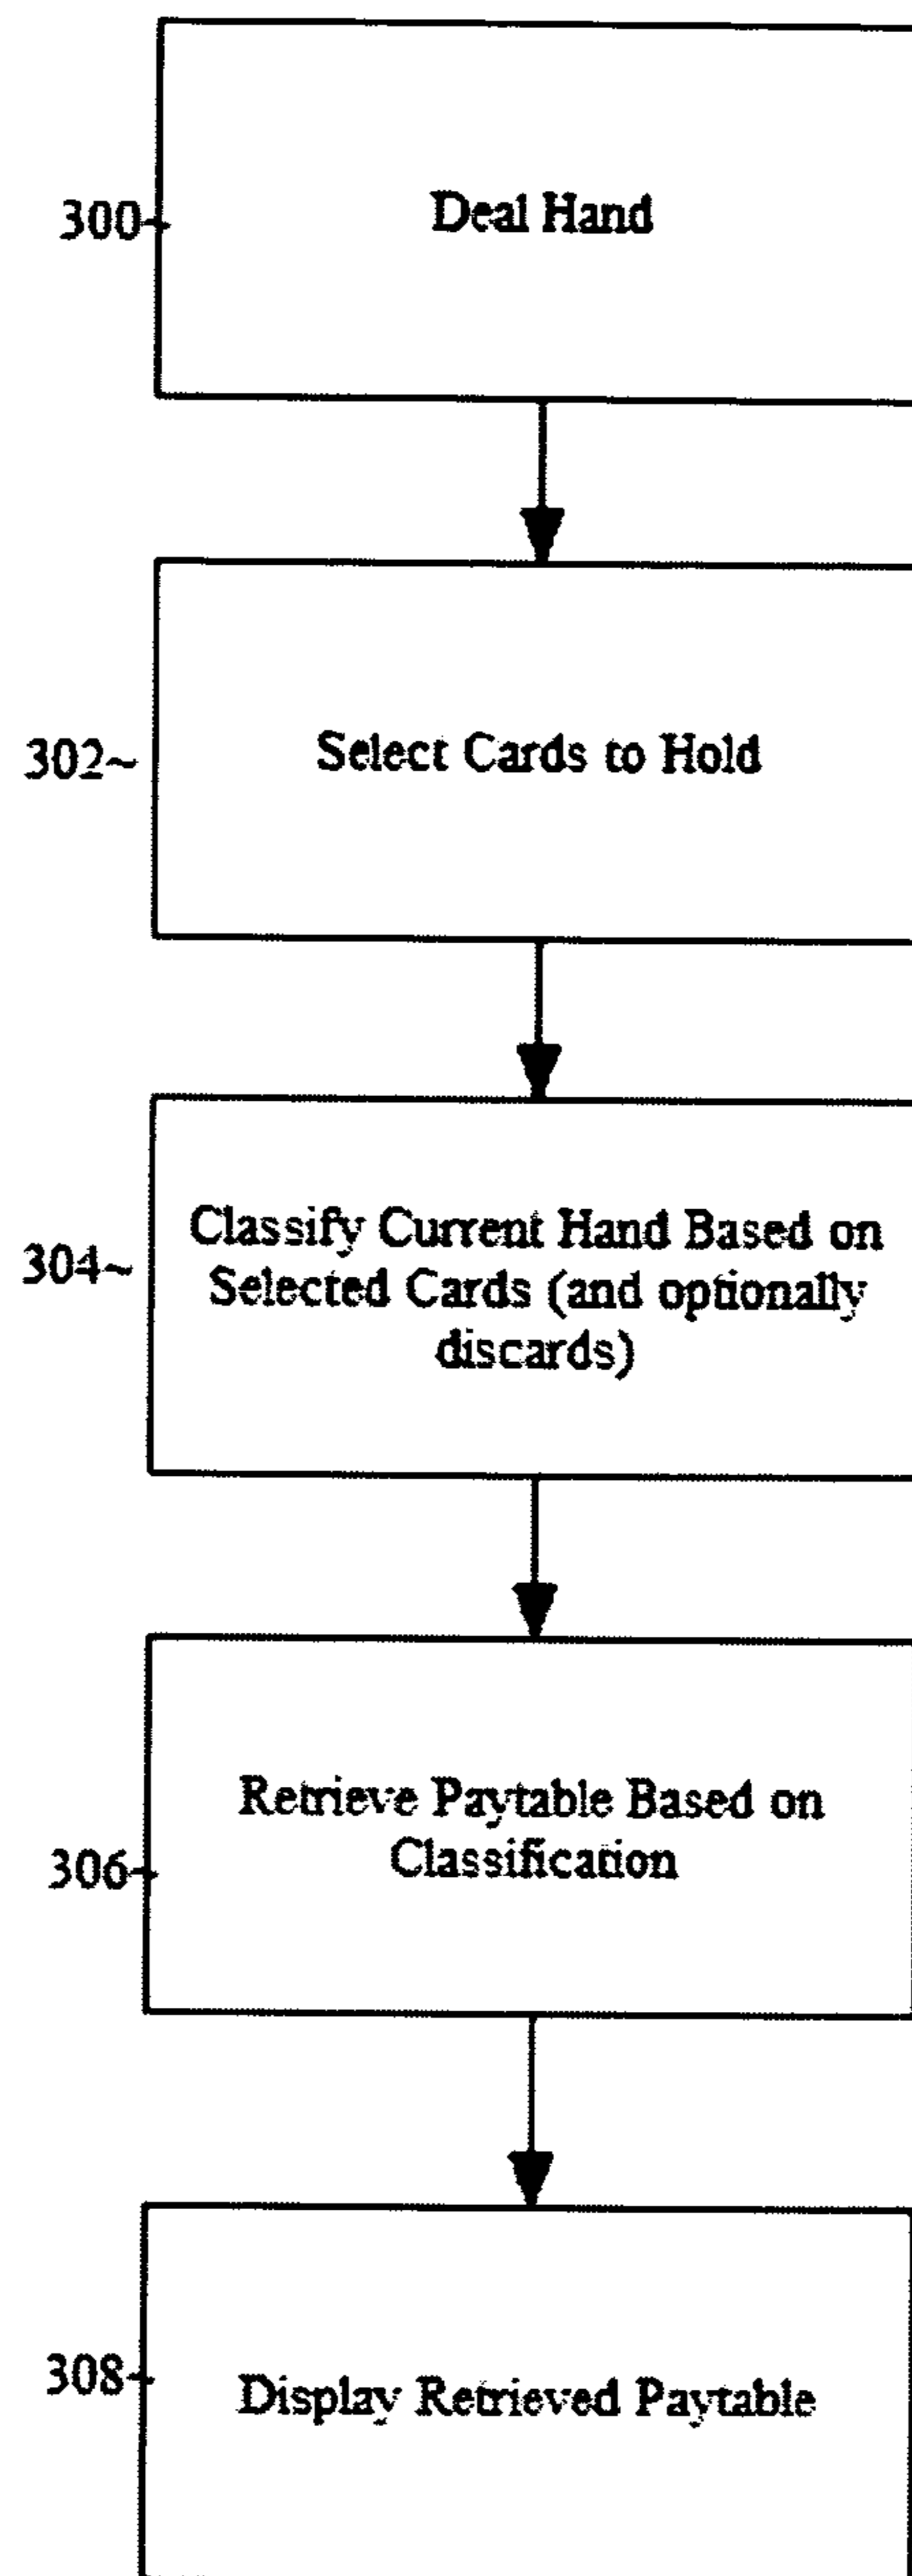 300
Deal Hand
302~
Select Cards to Hold
304~
Classify Current Hand Based on
Selected Cards (and optionally
discards)
306
Retrieve Paytable Based on
Classification
308
Display Retrieved Paytable